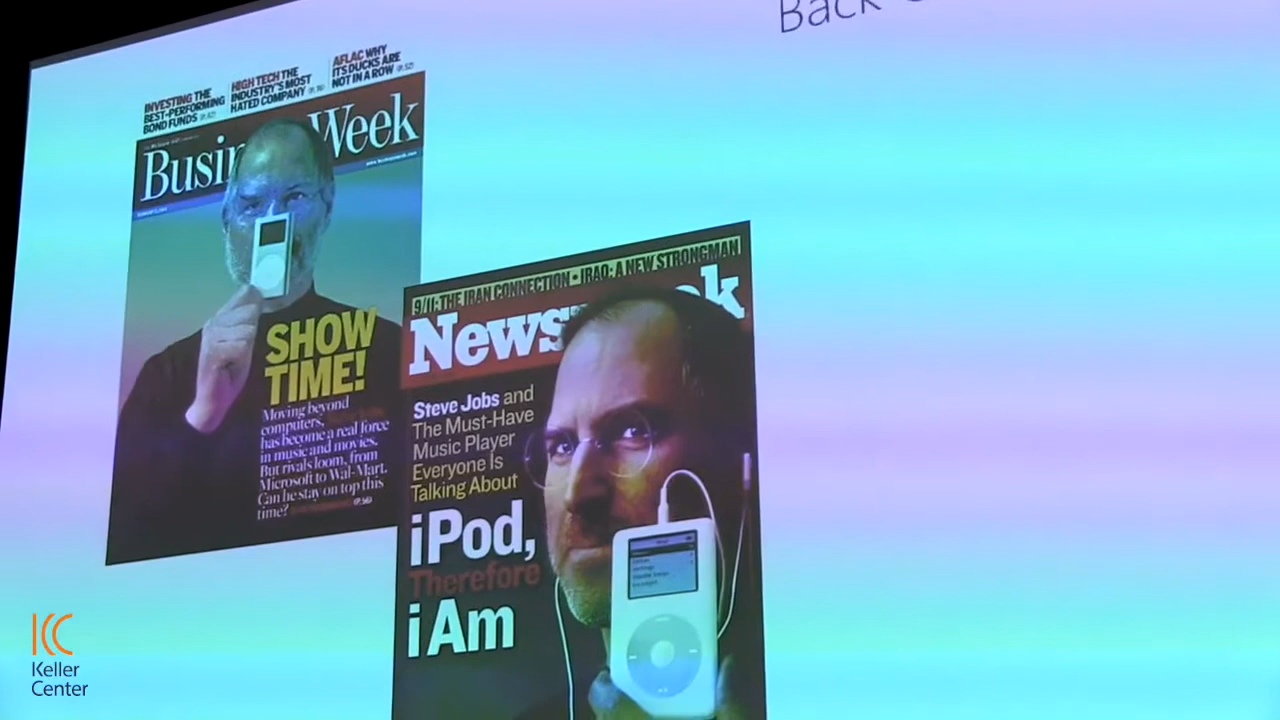 Back
INVESTING THE
BEST-PERFORMING
BOND FUNDS (P. 82)
HIGH TECH THE
INDUSTRY'S MOST
HATED COMPANY (P. 76)
AFLAC WHY
ITS DUCKS ARE
NOT IN A ROW (P. 52)
Busin Week
SHOW
TIME!
Moving beyond
computers,
has become a real force
in music and movies.
But rivals loom, from
Microsoft to Wal-Mart.
Can he stay on top this
time?
9/11: THE IRAN CONNECTION • IRAQ: A NEW STRONGMAN
News k
Steve Jobs and
The Must-Have
Music Player
Everyone Is
Talking About
iPod,
Therefore
i Am
Keller
Center